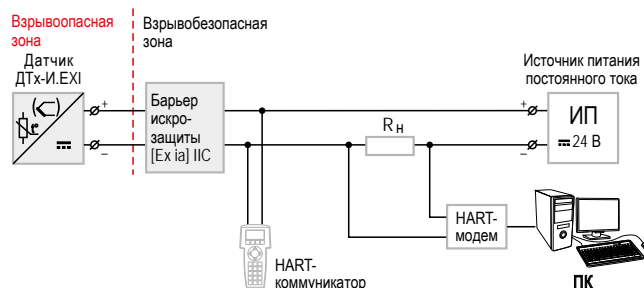 Взрывоопасная
зона
Взрывобезопасная
зона
Датчик
ДТх-И.EXI
t°
+
–
Барьер
искро-
защиты
[Ex ia] IIC
Rн
Источник питания
постоянного тока
+
–
ИП
24 В
HART-
коммуникатор
HART-
модем
ПК